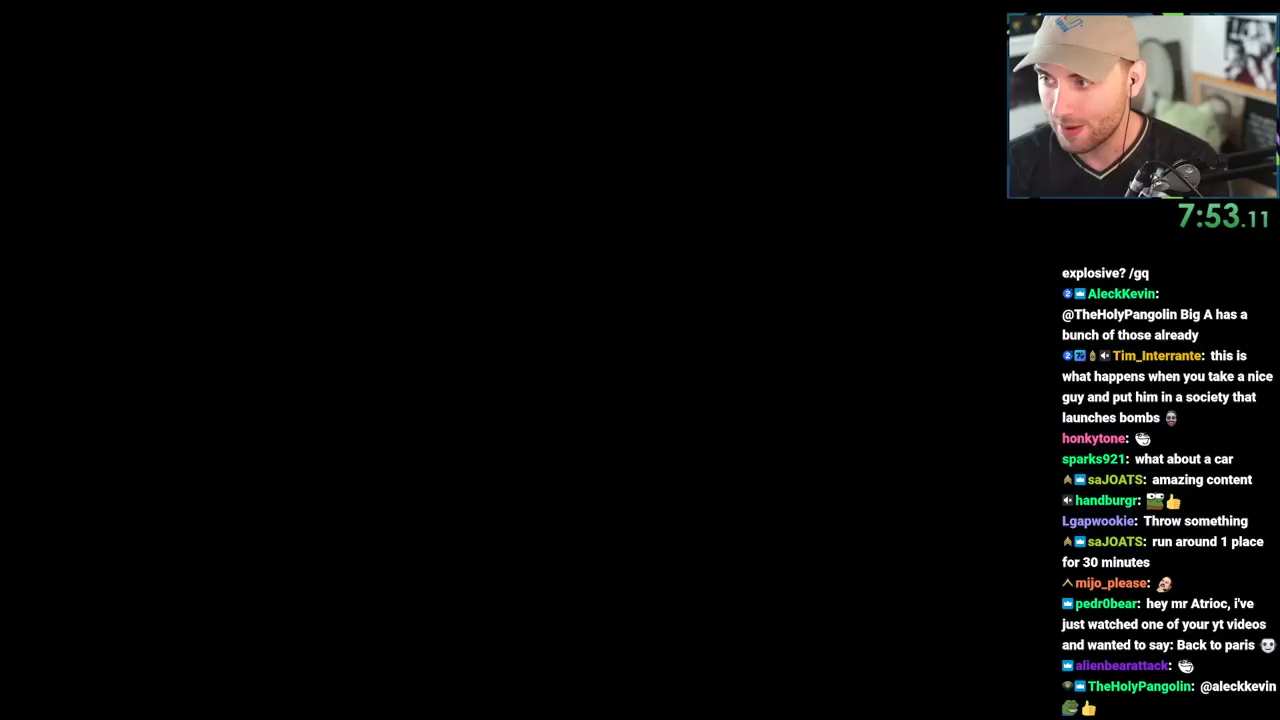 7:53.11
explosive? /gq
AleckKevin:
@TheHolyPangolin Big A has a
bunch of those already
Tim_Interrante: this is
what happens when you take a nice
guy and put him in a society that
launches bombs
honkytone:
sparks921: what about a car
saJOATS: amazing content
handburgr:
Lgapwookie: Throw something
saJOATS: run around 1 place
for 30 minutes
mijo_please:
pedr0bear: hey mr Atrioc, i've
just watched one of your yt videos
and wanted to say: Back to paris
alienbearattack:
TheHolyPangolin: @aleckkevin